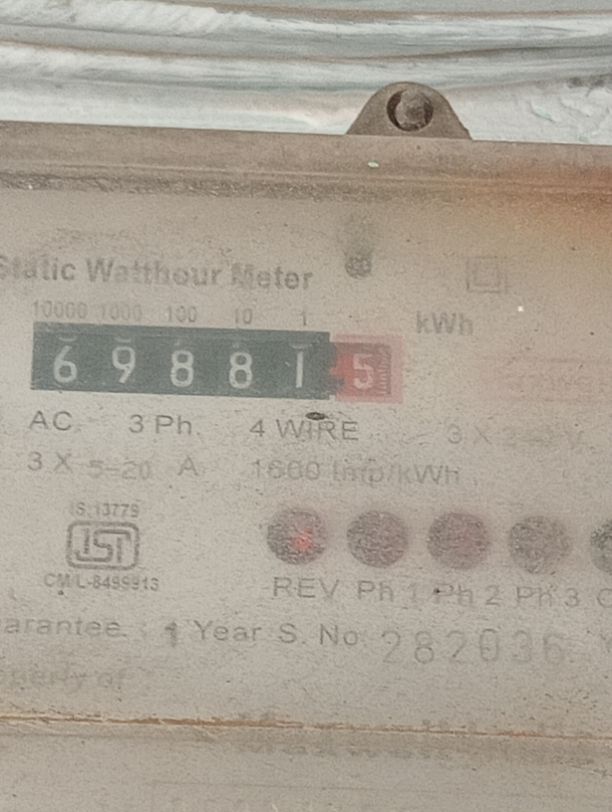 Static Watthour Meter
10000 1000 100 10 1 kWh
6 9 8 8 1 5
AC. 3 Ph. 4 WIRE
3 X 5-20 A 1600 Imp/kWh
IS:13779
ISI
CM/L-8499913
REV Ph 1 Ph 2 Ph 3
arantee. : 1 Year S. No 282036
operty of